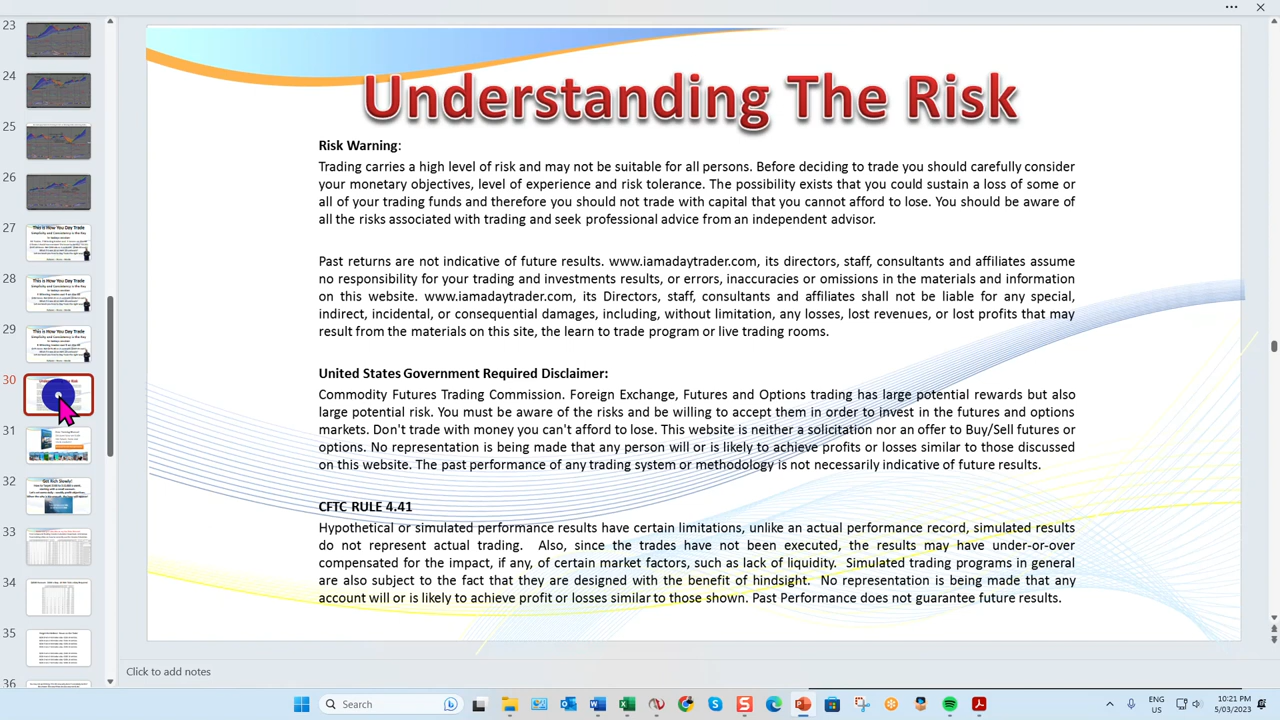 23
24
25
26
27
This is How You Day Trade
28
This is How You Day Trade
29
This is How You Day Trade
30
Get Rich Slowly!
35
36
Understanding The Risk
Risk Warning:
Trading carries a high level of risk and may not be suitable for all persons. Before deciding to trade you should carefully consider
your monetary objectives, level of experience and risk tolerance. The possibility exists that you could sustain a loss of some or
all of your trading funds and therefore you should not trade with capital that you cannot afford to lose. You should be aware of
all the risks associated with trading and seek professional advice from an independent advisor.
Past returns are not indicative of future results. www.iamadaytrader.com, its directors, staff, consultants and affiliates assume
no responsibility for your trading and investments results, or errors, inaccuracies or omissions in the materials and information
on this website. www.iamadaytrader.com, its Directors, staff, consultants and affiliates shall not be liable for any special,
indirect, incidental, or consequential damages, including, without limitation, any losses, lost revenues, or lost profits that may
result from the materials on the site, the learn to trade program or live trading rooms.
United States Government Required Disclaimer:
Commodity Futures Trading Commission. Foreign Exchange, Futures and Options trading has large potential rewards but also
large potential risk. You must be aware of the risks and be willing to accept them in order to invest in the futures and options
markets. Don't trade with money you can't afford to lose. This website is neither a solicitation nor an offer to Buy/Sell futures or
options. No representation is being made that any person will or is likely to achieve profits or losses similar to those discussed
on this website. The past performance of any trading system or methodology is not necessarily indicative of future results.
CFTC RULE 4.41
Hypothetical or simulated performance results have certain limitations unlike an actual performance record, simulated results
do not represent actual trading. Also, since the trades have not been executed, the results may have under-or-over
compensated for the impact, if any, of certain market factors, such as lack of liquidity. Simulated trading programs in general
are also subject to the fact that they are designed with the benefit of hindsight. No representation is being made that any
account will or is likely to achieve profit or losses similar to those shown. Past Performance does not guarantee future results.
Click to add notes
Search
ENG
US
10:21 PM
5/03/2023